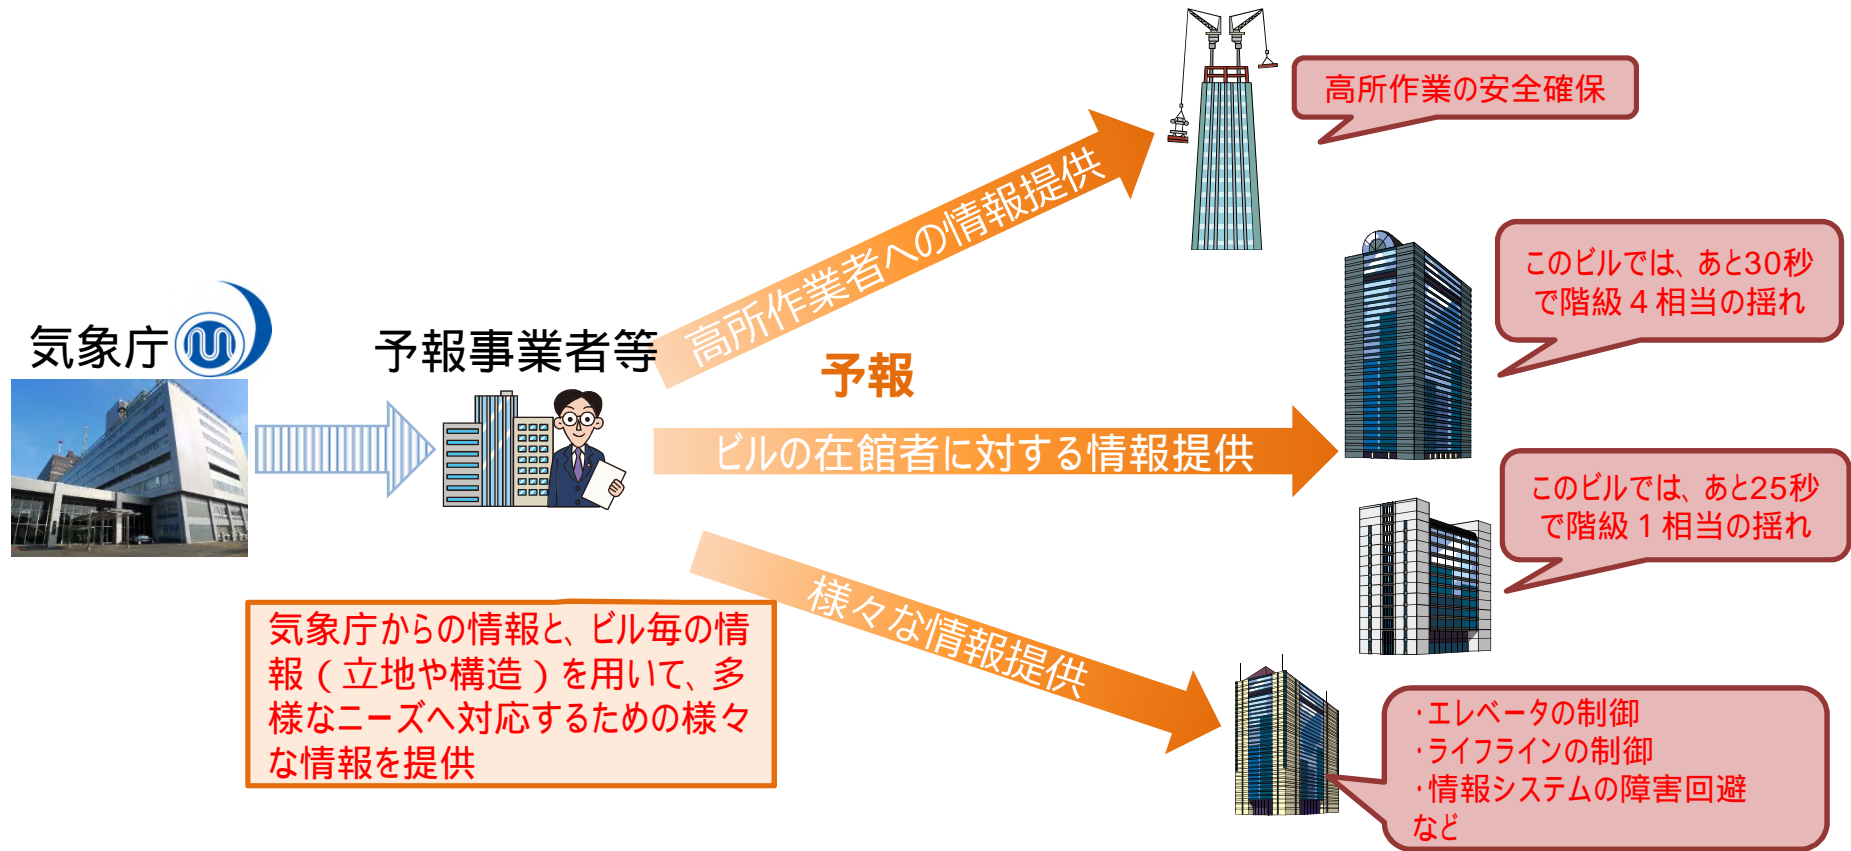 高所作業の安全確保
高所作業者への情報提供
このビルでは、あと30秒
で階級４相当の揺れ
気象庁
予報事業者等
予報
ビルの在館者に対する情報提供
このビルでは、あと25秒
で階級１相当の揺れ
様々な情報提供
気象庁からの情報と、ビル毎の情
報（立地や構造）を用いて、多
様なニーズへ対応するための様々
な情報を提供
・エレベータの制御
・ライフラインの制御
・情報システムの障害回避
など